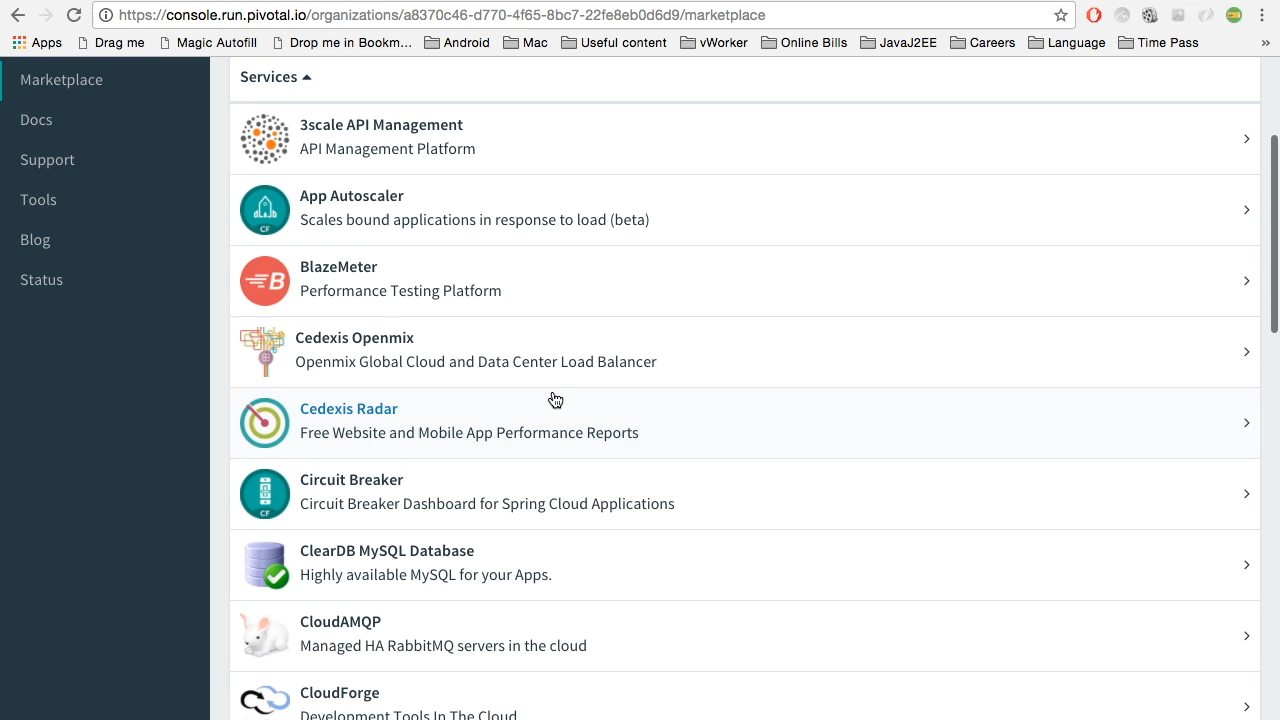 https://console.run.pivotal.io/organizations/a8370c46-d770-4f65-8bc7-22fe8eb0d6d9/marketplace
Apps Drag me Magic Autofill Drop me in Bookm... Android Mac Useful content vWorker Online Bills JavaJ2EE Careers Language Time Pass »
Marketplace
Docs
Support
Tools
Blog
Status
Services
3scale API Management
API Management Platform
App Autoscaler
Scales bound applications in response to load (beta)
CF
BlazeMeter
Performance Testing Platform
B
Cedexis Openmix
Openmix Global Cloud and Data Center Load Balancer
Cedexis Radar
Free Website and Mobile App Performance Reports
Circuit Breaker
Circuit Breaker Dashboard for Spring Cloud Applications
CF
ClearDB MySQL Database
Highly available MySQL for your Apps.
CloudAMQP
Managed HA RabbitMQ servers in the cloud
CloudForge
Development Tools In The Cloud